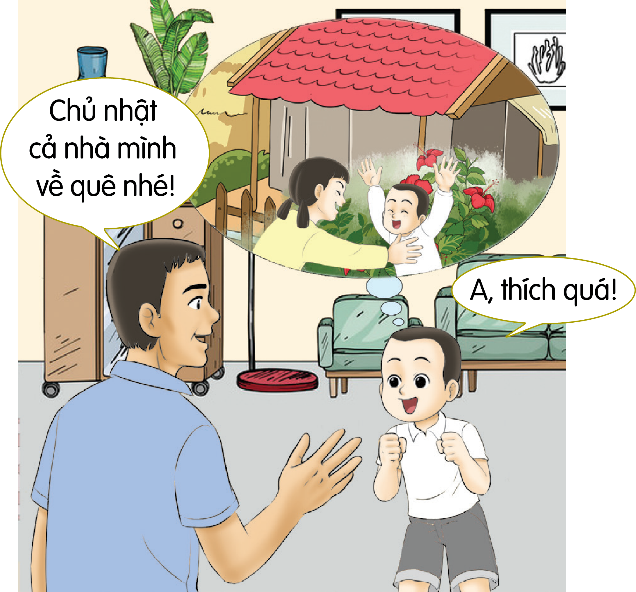 Chủ nhật
cả nhà mình
về quê nhé!
A, thích quá!